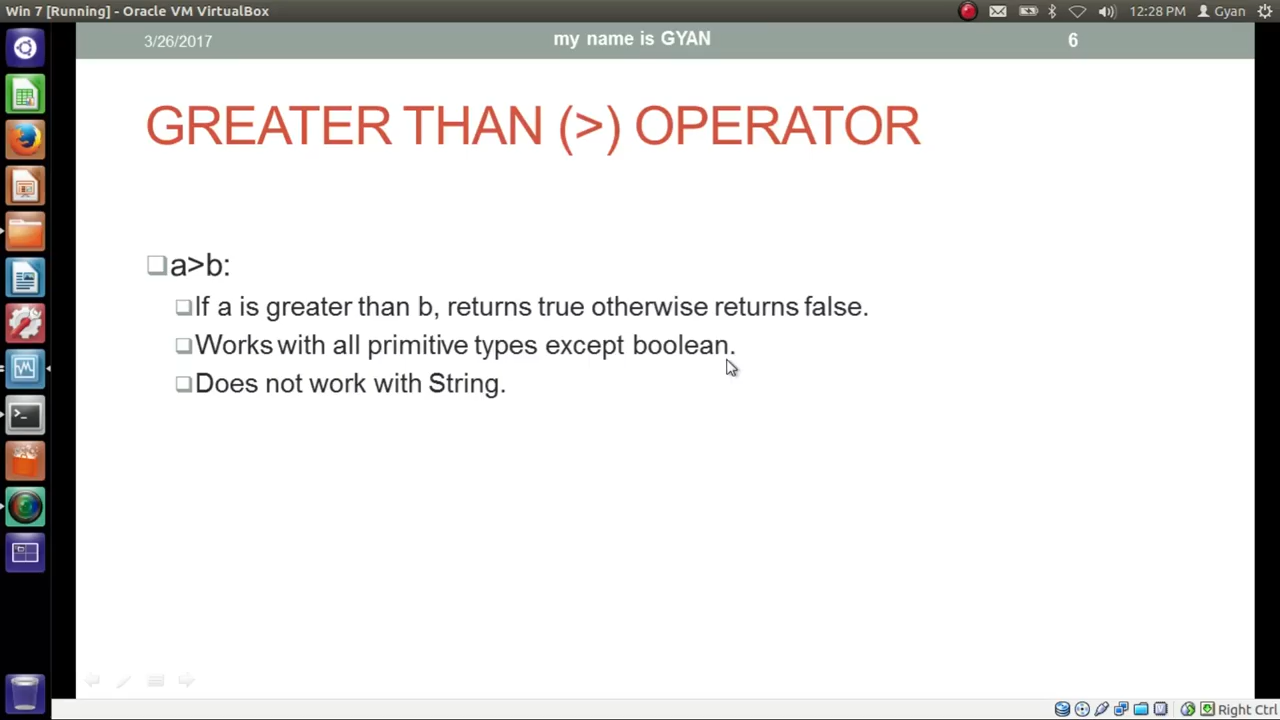 Win 7 [Running] - Oracle VM VirtualBox
12:28 PM Gyan
3/26/2017
my name is GYAN
6
GREATER THAN (>) OPERATOR
a>b:
If a is greater than b, returns true otherwise returns false.
Works with all primitive types except boolean.
Does not work with String.
Right Ctrl